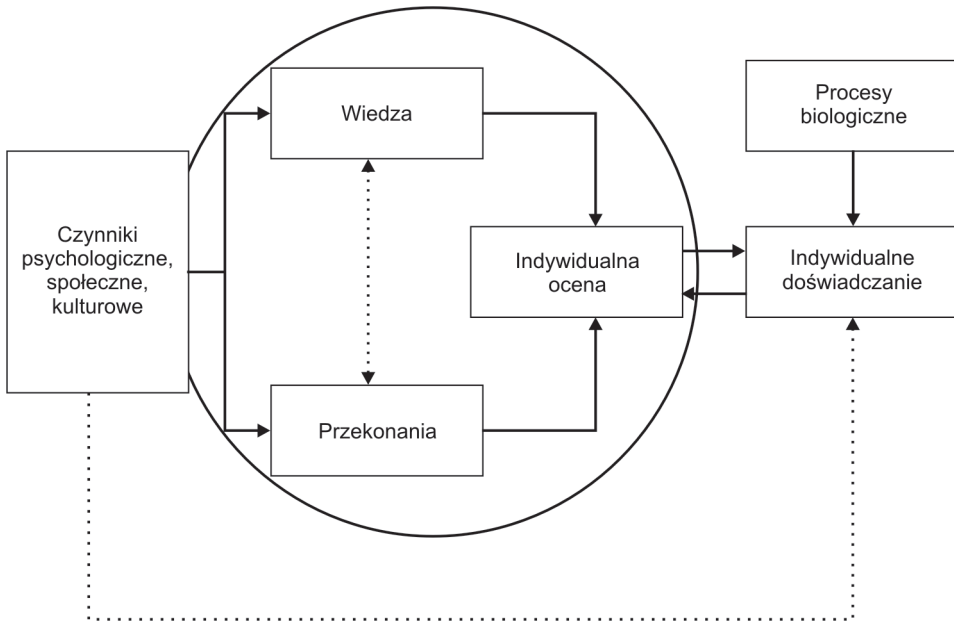 Wiedza
Procesy
biologiczne
Czynniki
psychologiczne,
społeczne,
kulturowe
Indywidualna
ocena
Indywidualne
doświadczanie
Przekonania